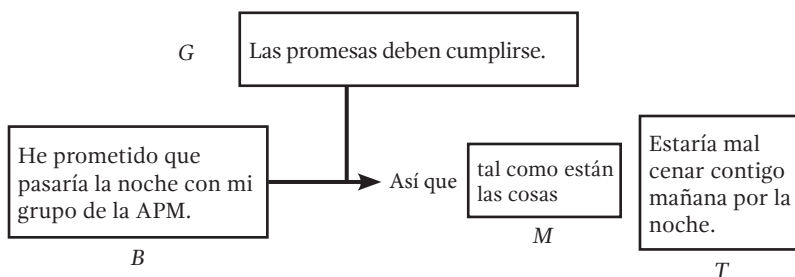 G
Las promesas deben cumplirse.
He prometido que
pasaría la noche con mi
grupo de la APM.
B
Así que
tal como están
las cosas
M
Estaría mal
cenar contigo
mañana por la
noche.
T